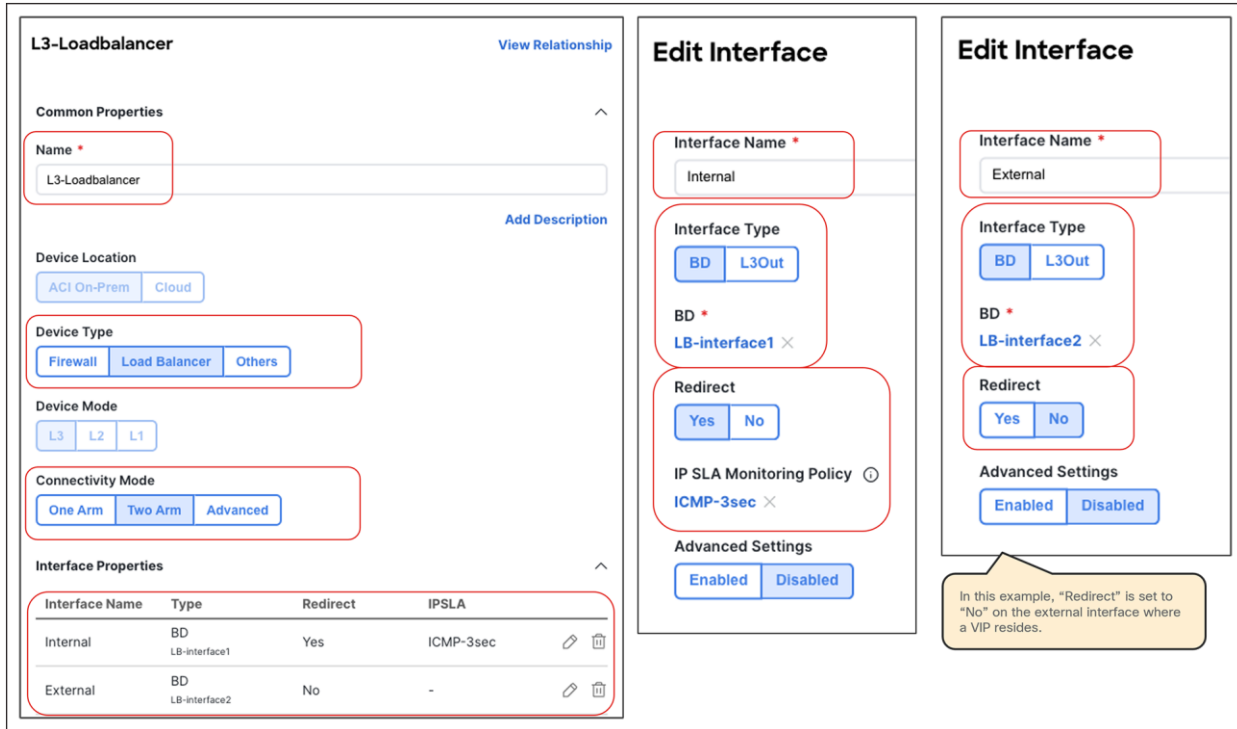 L3-Loadbalancer
View Relationship
Common Properties
Name *
L3-Loadbalancer
Add Description
Device Location
ACI On-Prem Cloud
Device Type
Firewall Load Balancer Others
Device Mode
L3 L2 L1
Connectivity Mode
One Arm Two Arm Advanced
Interface Properties
Interface Name Type Redirect IPSLA
Internal BD Yes ICMP-3sec
LB-interface1
External BD No -
LB-interface2
Edit Interface
Interface Name *
Internal
Interface Type
BD L3Out
BD *
LB-interface1
Redirect
Yes No
IP SLA Monitoring Policy
ICMP-3sec
Advanced Settings
Enabled Disabled
Edit Interface
Interface Name *
External
Interface Type
BD L3Out
BD *
LB-interface2
Redirect
Yes No
Advanced Settings
Enabled Disabled
In this example, “Redirect” is set to
“No” on the external interface where
a VIP resides.